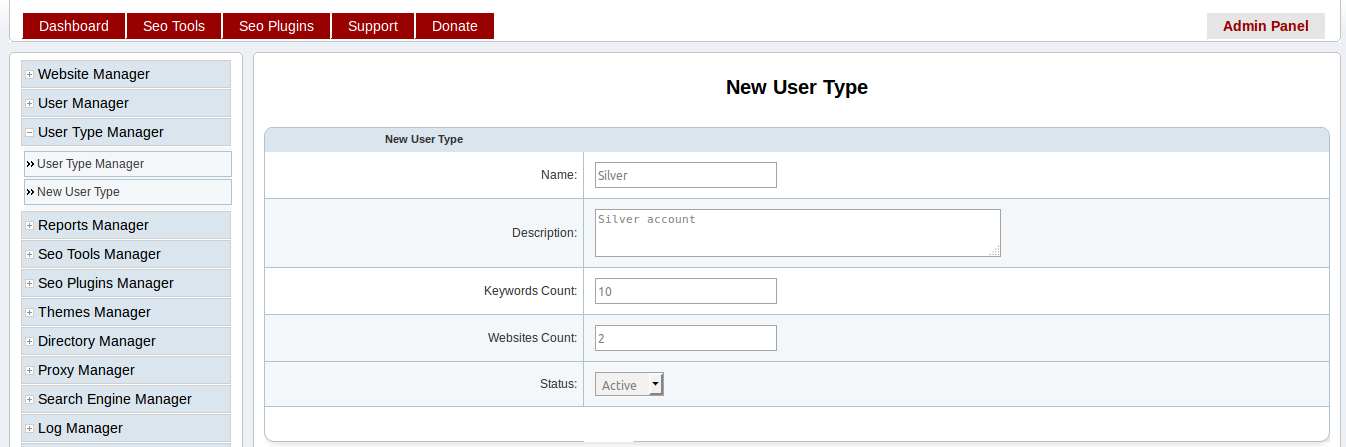 Dashboard Seo Tools Seo Plugins Support Donate Admin Panel
Website Manager
User Manager
User Type Manager
User Type Manager
New User Type
Reports Manager
Seo Tools Manager
Seo Plugins Manager
Themes Manager
Directory Manager
Proxy Manager
Search Engine Manager
Log Manager
New User Type
New User Type
Name: Silver
Description: Silver account
Keywords Count: 10
Websites Count: 2
Status: Active